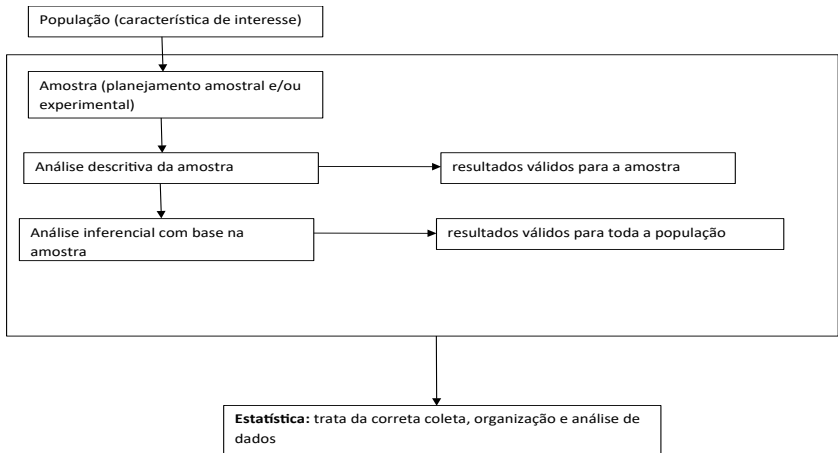 População (característica de interesse)
Amostra (planejamento amostral e/ou
experimental)
Análise descritiva da amostra
resultados válidos para a amostra
Análise inferencial com base na
amostra
resultados válidos para toda a população
Estatística: trata da correta coleta, organização e análise de
dados